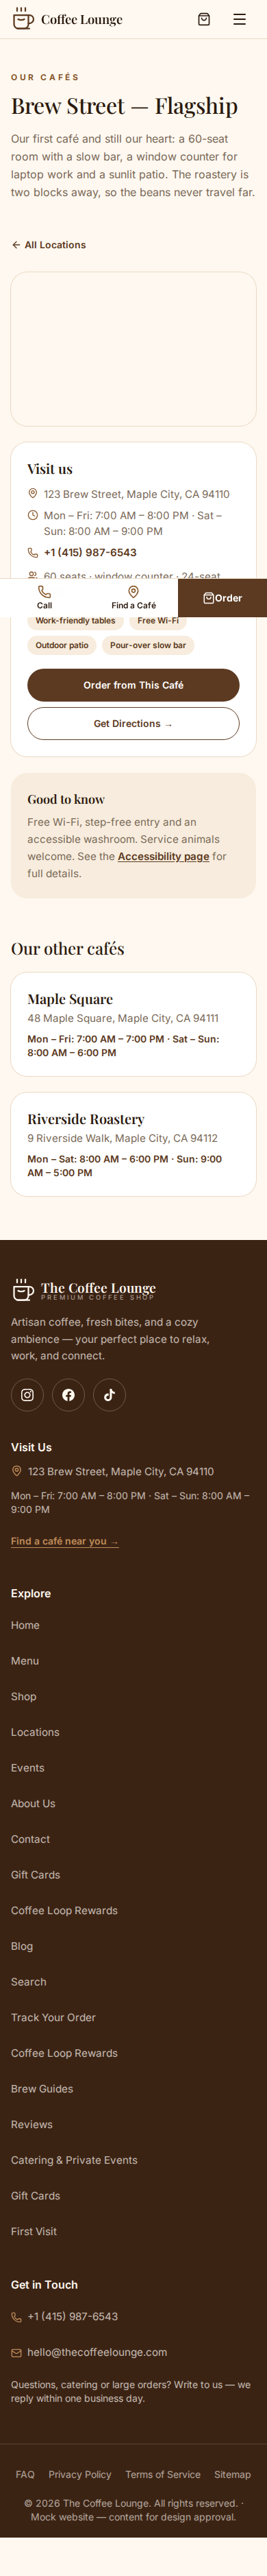 Coffee Lounge
OUR CAFÉS
Brew Street — Flagship
Our first café and still our heart: a 60-seat
room with a slow bar, a window counter for
laptop work and a sunlit patio. The roastery is
two blocks away, so the beans never travel far.
← All Locations
Visit us
123 Brew Street, Maple City, CA 94110
Mon – Fri: 7:00 AM – 8:00 PM · Sat –
Sun: 8:00 AM – 9:00 PM
+1 (415) 987-6543
60 seats · window counter · 24-seat
Call
Find a Café
Order
Work-friendly tables
Free Wi-Fi
Outdoor patio
Pour-over slow bar
Order from This Café
Get Directions →
Good to know
Free Wi-Fi, step-free entry and an
accessible washroom. Service animals
welcome. See the Accessibility page for
full details.
Our other cafés
Maple Square
48 Maple Square, Maple City, CA 94111
Mon – Fri: 7:00 AM – 7:00 PM · Sat – Sun:
8:00 AM – 6:00 PM
Riverside Roastery
9 Riverside Walk, Maple City, CA 94112
Mon – Sat: 8:00 AM – 6:00 PM · Sun: 9:00
AM – 5:00 PM
The Coffee Lounge
PREMIUM COFFEE SHOP
Artisan coffee, fresh bites, and a cozy
ambience — your perfect place to relax,
work, and connect.
Visit Us
123 Brew Street, Maple City, CA 94110
Mon – Fri: 7:00 AM – 8:00 PM · Sat – Sun: 8:00 AM –
9:00 PM
Find a café near you →
Explore
Home
Menu
Shop
Locations
Events
About Us
Contact
Gift Cards
Coffee Loop Rewards
Blog
Search
Track Your Order
Coffee Loop Rewards
Brew Guides
Reviews
Catering & Private Events
Gift Cards
First Visit
Get in Touch
+1 (415) 987-6543
hello@thecoffeelounge.com
Questions, catering or large orders? Write to us — we
reply within one business day.
FAQ
Privacy Policy
Terms of Service
Sitemap
© 2026 The Coffee Lounge. All rights reserved. ·
Mock website — content for design approval.